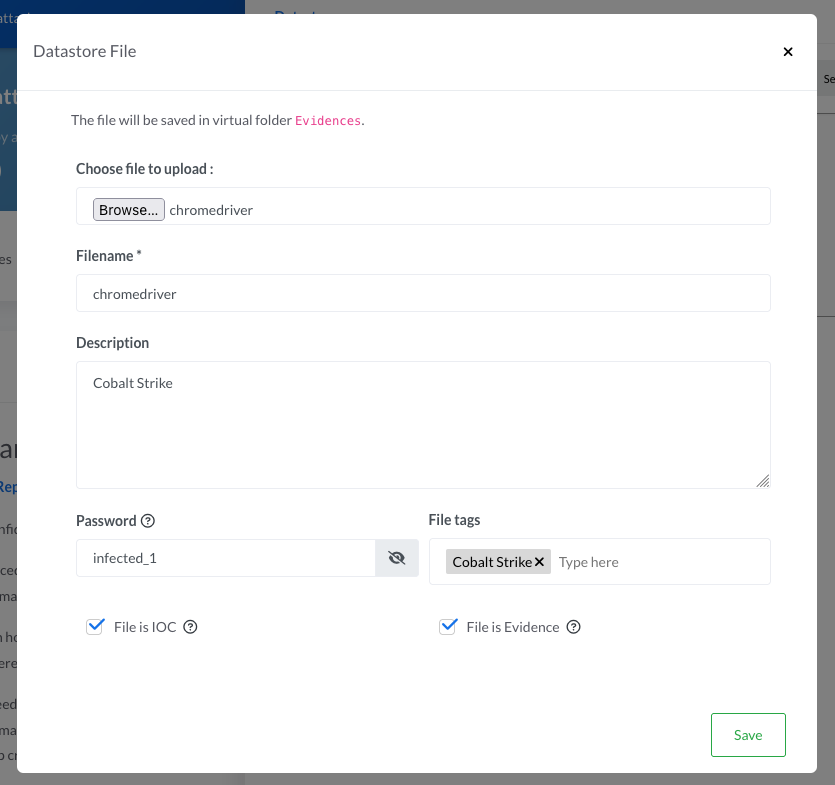 Datastore File
×
The file will be saved in virtual folder Evidences.
Choose file to upload :
Browse... chromedriver
Filename *
chromedriver
Description
Cobalt Strike
Password
File tags
infected_1
Cobalt Strike× Type here
File is IOC
File is Evidence
Save